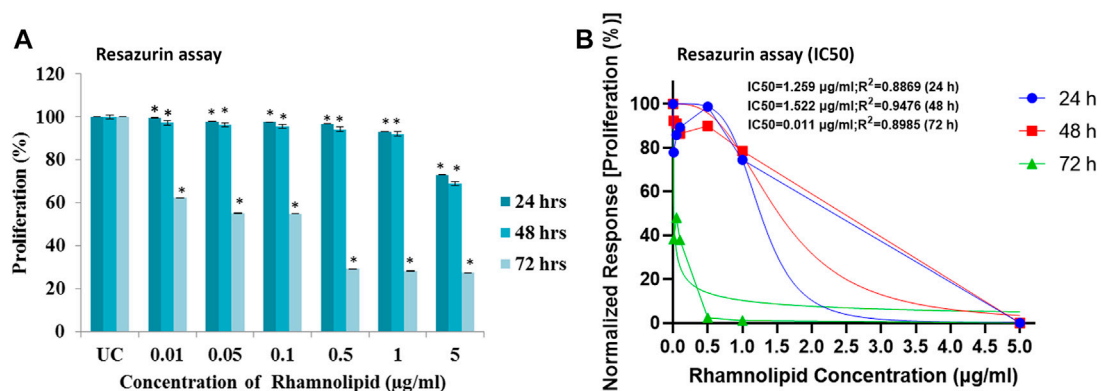 A
Resazurin assay
120
100
80
60
40
20
0
Proliferation (%)
* * * * * * * * * * * *
* * * * * *
24 hrs
48 hrs
72 hrs
UC 0.01 0.05 0.1 0.5 1 5
Concentration of Rhamnolipid (µg/ml)
B
Resazurin assay (IC50)
IC50=1.259 µg/ml;R²=0.8869 (24 h)
IC50=1.522 µg/ml;R²=0.9476 (48 h)
IC50=0.011 µg/ml;R²=0.8985 (72 h)
24 h
48 h
72 h
Normalized Response [Proliferation (%)]
100
80
60
40
20
0
0.0 0.5 1.0 1.5 2.0 2.5 3.0 3.5 4.0 4.5 5.0
Rhamnolipid Concentration (µg/ml)